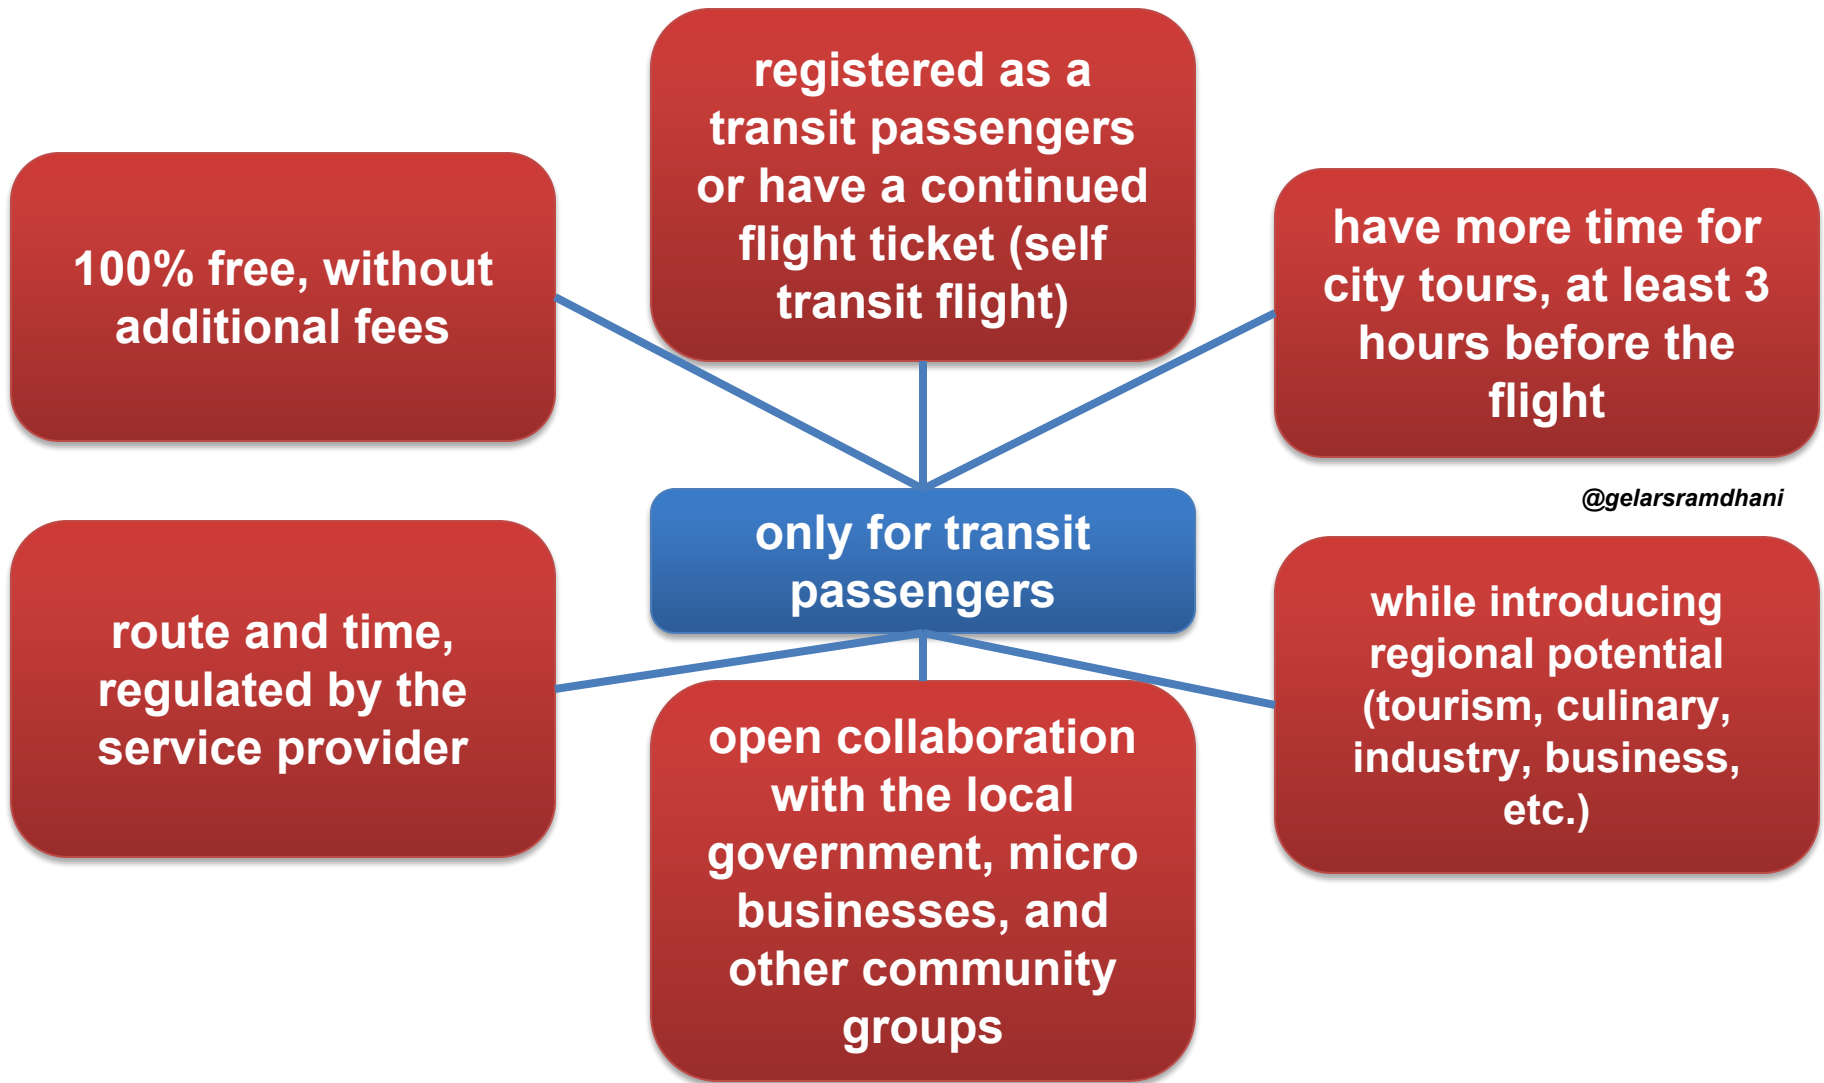 registered as a
transit passengers
or have a continued
flight ticket (self
transit flight)
100% free, without
additional fees
have more time for
city tours, at least 3
hours before the
flight
@gelarsramdhani
only for transit
passengers
route and time,
regulated by the
service provider
open collaboration
with the local
government, micro
businesses, and
other community
groups
while introducing
regional potential
(tourism, culinary,
industry, business,
etc.)